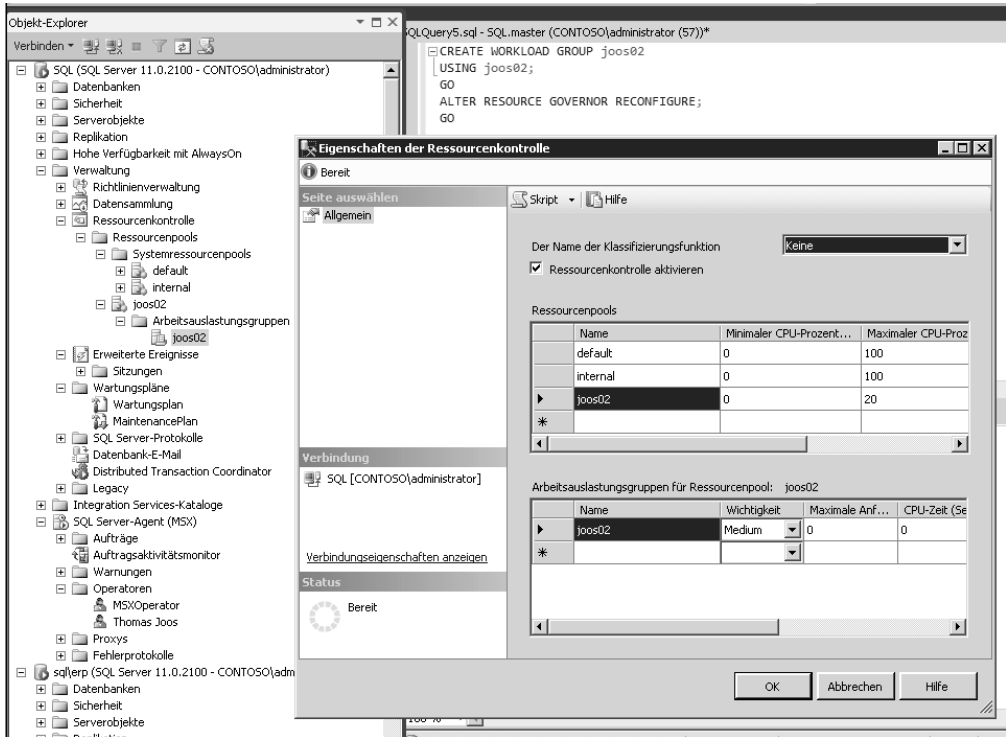 Objekt-Explorer
Verbinden
SQL (SQL Server 11.0.2100 - CONTOSO\administrator)
Datenbanken
Sicherheit
Serverobjekte
Replikation
Hohe Verfügbarkeit mit AlwaysOn
Verwaltung
Richtlinienverwaltung
Datensammlung
Ressourcenkontrolle
Ressourcenpools
Systemressourcenpools
default
internal
joos02
Arbeitsauslastungsgruppen
joos02
Erweiterte Ereignisse
Sitzungen
Wartungspläne
Wartungsplan
MaintenancePlan
SQL Server-Protokolle
Datenbank-E-Mail
Distributed Transaction Coordinator
Legacy
Integration Services-Kataloge
SQL Server-Agent (MSX)
Aufträge
Auftragsaktivitätsmonitor
Warnungen
Operatoren
MSXOperator
Thomas Joos
Proxys
Fehlerprotokolle
sql\erp (SQL Server 11.0.2100 - CONTOSO\adm
Datenbanken
Sicherheit
Serverobjekte
SQLQuery5.sql - SQL.master (CONTOSO\administrator (57))*
CREATE WORKLOAD GROUP joos02
USING joos02;
GO
ALTER RESOURCE GOVERNOR RECONFIGURE;
GO
Eigenschaften der Ressourcenkontrolle
Bereit
Seite auswählen
Allgemein
Verbindung
SQL [CONTOSO\administrator]
Verbindungseigenschaften anzeigen
Status
Bereit
Skript Hilfe
Der Name der Klassifizierungsfunktion Keine
Ressourcenkontrolle aktivieren
Ressourcenpools
Name Minimaler CPU-Prozent... Maximaler CPU-Proz
default 0 100
internal 0 100
joos02 0 20
Arbeitsauslastungsgruppen für Ressourcenpool: joos02
Name Wichtigkeit Maximale Anf... CPU-Zeit (Se
joos02 Medium 0 0
OK Abbrechen Hilfe